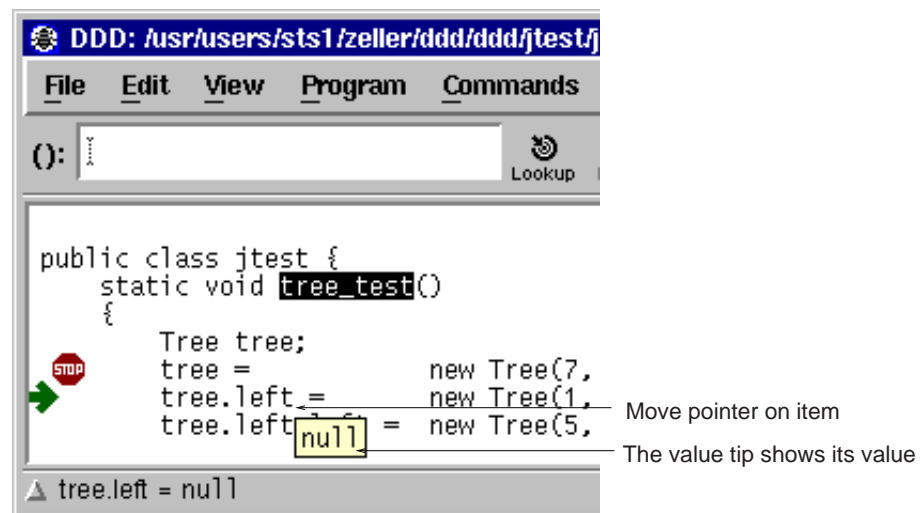 DDD: /usr/users/sts1/zeller/ddd/ddd/jtest/j
File Edit View Program Commands
():
Lookup
public class jtest {
static void tree_test()
{
Tree tree;
STOP tree = new Tree(7,
tree.left = new Tree(1,
tree.left.left = new Tree(5,
null
Move pointer on item
The value tip shows its value
tree.left = null